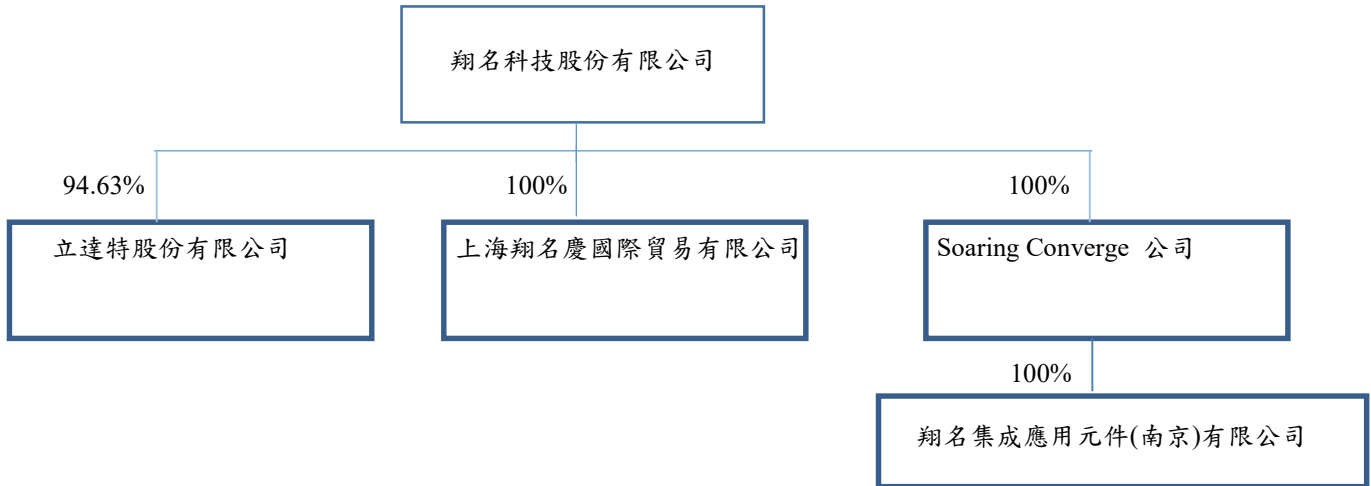 翔名科技股份有限公司
94.63%
100%
100%
立達特股份有限公司
上海翔名慶國際貿易有限公司
Soaring Converge 公司
100%
翔名集成應用元件(南京)有限公司